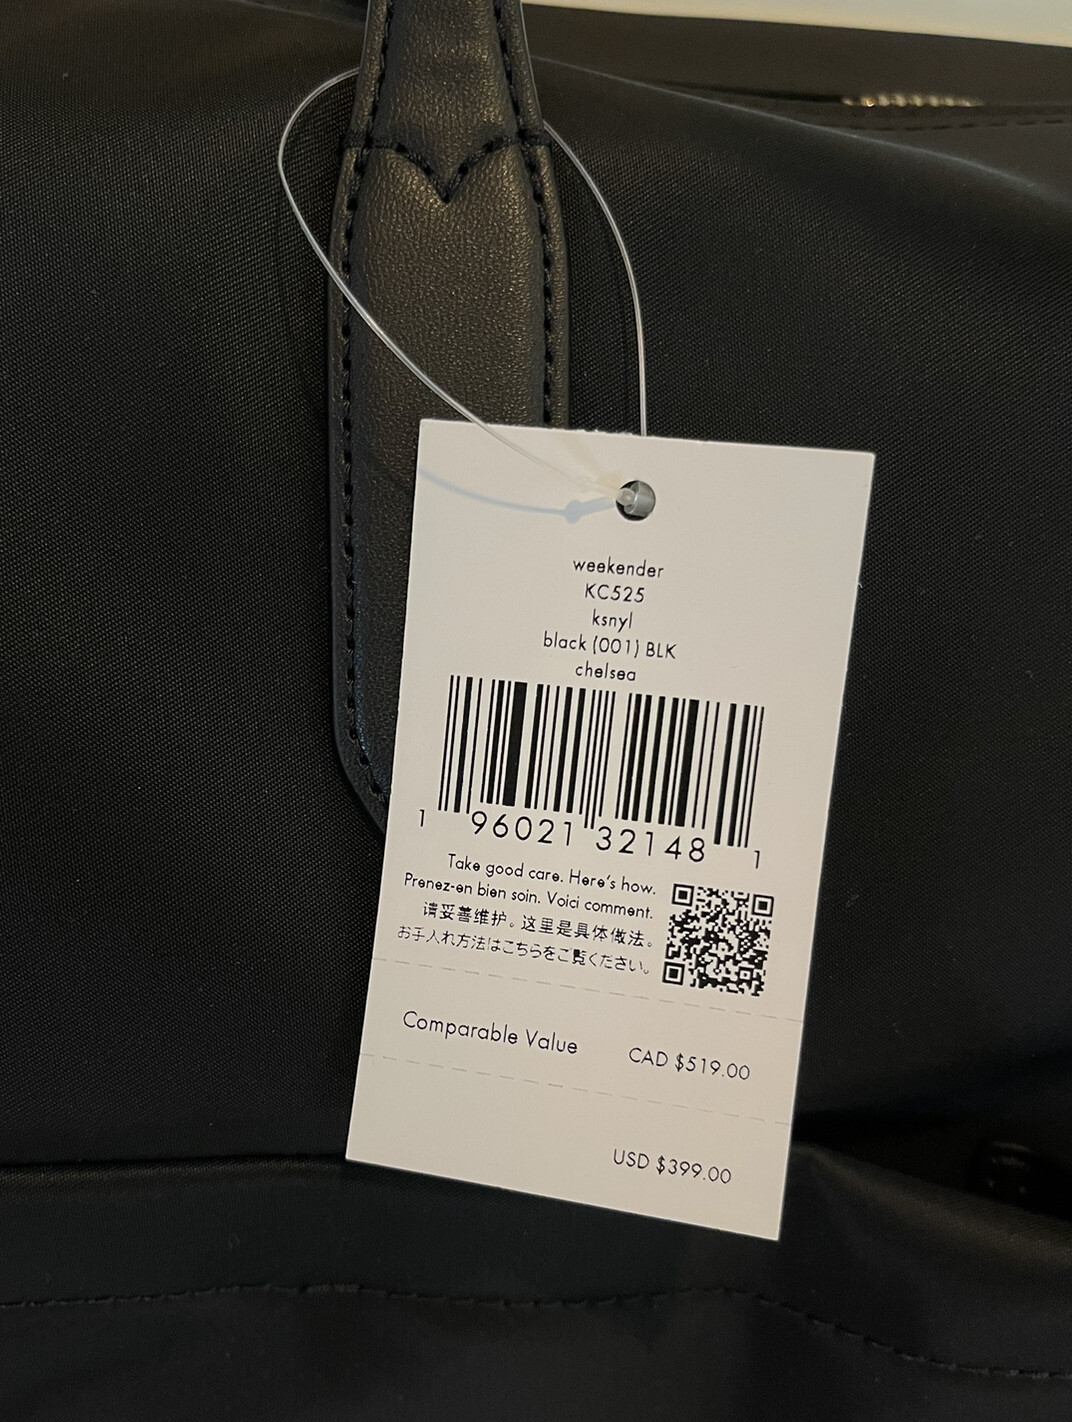 weekender
KC525
ksnyl
black (001) BLK
chelsea
1 96021 32148 1
Take good care. Here's how.
Prenez-en bien soin. Voici comment.
请妥善维护。这里是具体做法。
お手入れ方法はこちらをご覧ください。
Comparable Value CAD $519.00
USD $399.00